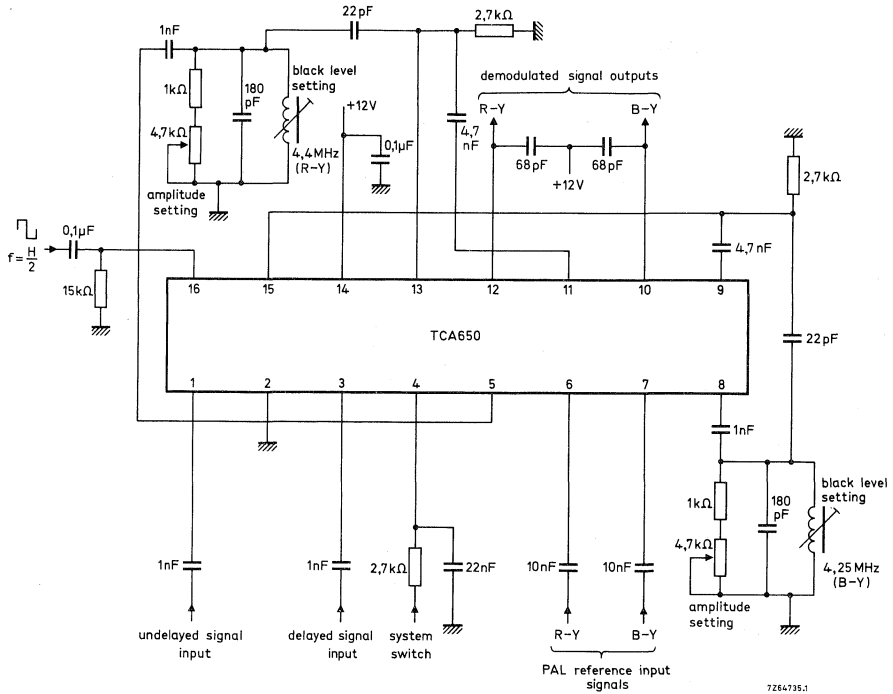 22pF
2,7kΩ
1nF
black level
setting
demodulated signal outputs
1kΩ
180
pF
+12V
R-Y
B-Y
4,7kΩ
4,4MHz
(R-Y)
0,1µF
4,7
nF
68pF
68pF
+12V
2,7kΩ
amplitude
setting
0,1µF
f=H/2
4,7nF
15kΩ
16
15
14
13
12
11
10
9
TCA650
22pF
1
2
3
4
5
6
7
8
1nF
black level
setting
1kΩ
180
pF
1nF
1nF
2,7kΩ
22nF
10nF
10nF
4,7kΩ
4,25MHz
(B-Y)
amplitude
setting
undelayed signal
input
delayed signal
input
system
switch
R-Y
B-Y
PAL reference input
signals
7Z64735.1